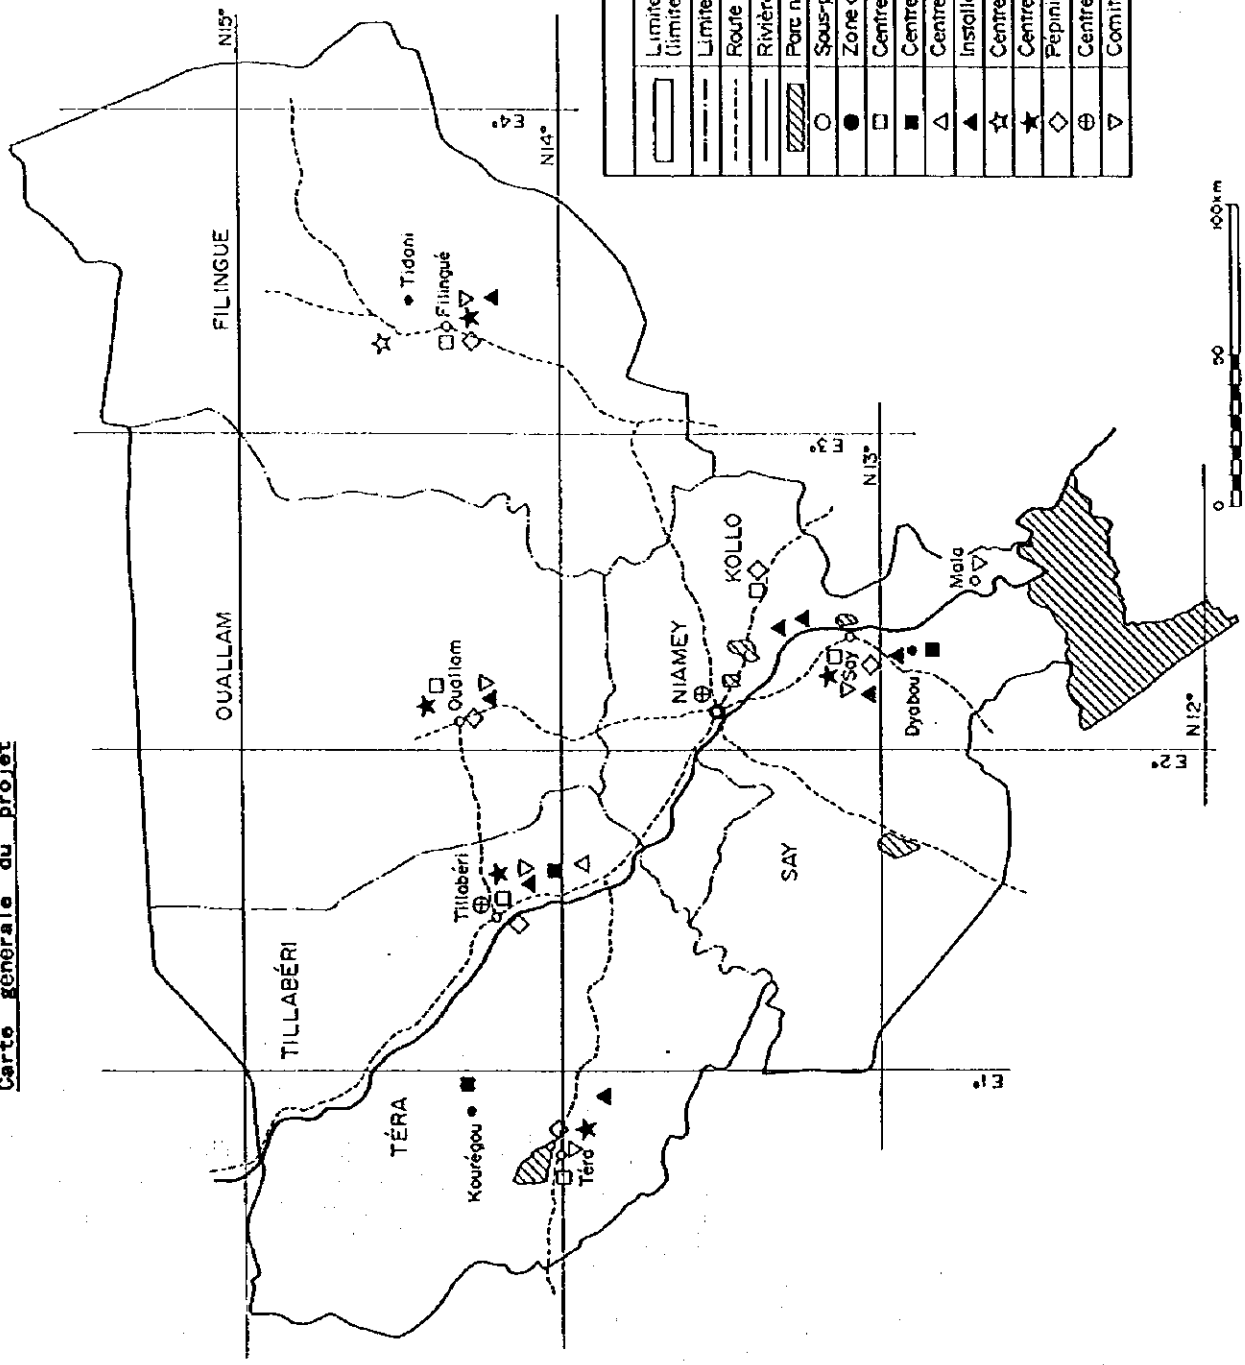 Carte générale du projet
N15°
E4°
N14°
FILINGUE
Tidani
Filingué
OUALLAM
Ouallam
E3°
N13°
KOLLO
NIAMEY
Mala
Say
Dyabou
N12°
E2°
SAY
Tillabéri
TILLABÉRI
TÉRA
Kourégou
Téra
E1°
0 50 100km
Limite
(limite
Limite
Route
Rivière
Parc n
Sous-p
Zone
Centre
Centre
Centre
Installe
Centre
Centre
Pépini
Centre
Comit